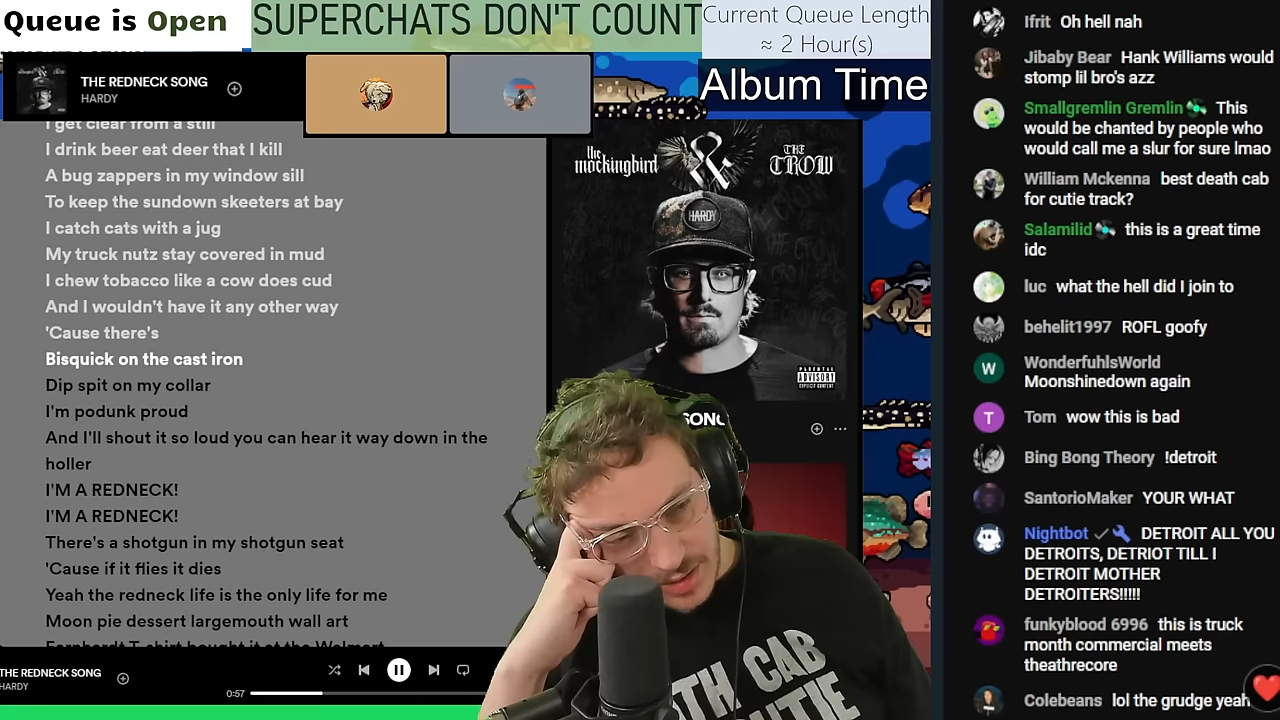 Queue is Open
SUPERCHATS DON'T COUNT
Current Queue Length
≈ 2 Hour(s)
Album Time
THE REDNECK SONG
HARDY
I get clear from a still
I drink beer eat deer that I kill
A bug zappers in my window sill
To keep the sundown skeeters at bay
I catch cats with a jug
My truck nutz stay covered in mud
I chew tobacco like a cow does cud
And I wouldn't have it any other way
'Cause there's
Bisquick on the cast iron
Dip spit on my collar
I'm podunk proud
And I'll shout it so loud you can hear it way down in the
holler
I'M A REDNECK!
I'M A REDNECK!
There's a shotgun in my shotgun seat
'Cause if it flies it dies
Yeah the redneck life is the only life for me
Moon pie dessert largemouth wall art
Earnhardt T-shirt bought it at the Walmart
THE REDNECK SONG
HARDY
0:57
the mockingbird & THE CROW
HARDY
PARENTAL
ADVISORY
EXPLICIT CONTENT
SONG
TH CAB
UTIE
Ifrit Oh hell nah
Jibaby Bear Hank Williams would
stomp lil bro's azz
Smallgremlin Gremlin This
would be chanted by people who
would call me a slur for sure lmao
William Mckenna best death cab
for cutie track?
Salamilid this is a great time
idc
luc what the hell did I join to
behelit1997 ROFL goofy
W
WonderfuhlsWorld
Moonshinedown again
T
Tom wow this is bad
Bing Bong Theory !detroit
SantorioMaker YOUR WHAT
Nightbot DETROIT ALL YOU
DETROITS, DETRIOT TILL I
DETROIT MOTHER
DETROITERS!!!!!
funkyblood 6996 this is truck
month commercial meets
theathrecore
Colebeans lol the grudge yeah